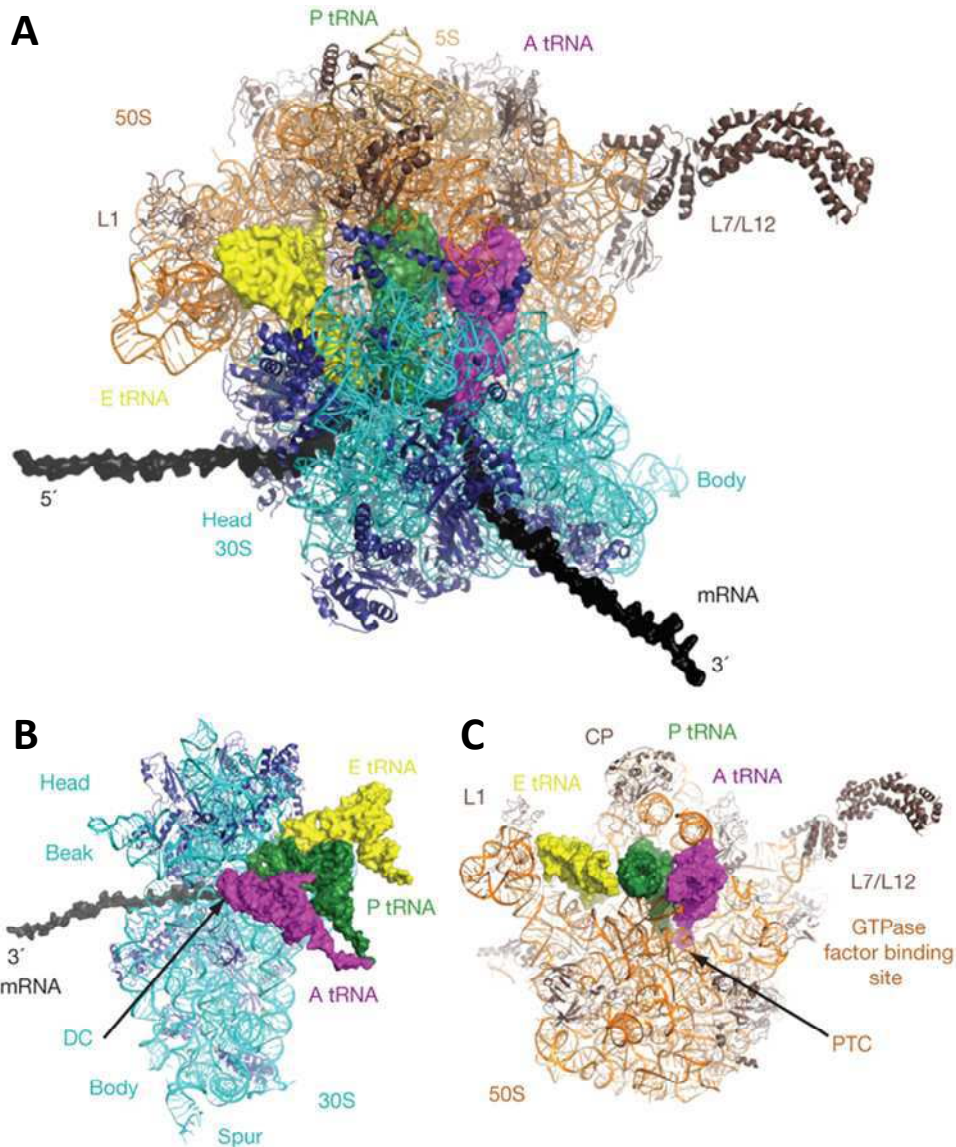 A
P tRNA
5S
A tRNA
50S
L1
L7/L12
E tRNA
5´
Body
Head
30S
mRNA
3´
B
C
Head
E tRNA
CP
P tRNA
A tRNA
L1
E tRNA
Beak
P tRNA
L7/L12
3´
mRNA
A tRNA
GTPase
factor binding
site
DC
PTC
Body
30S
50S
Spur